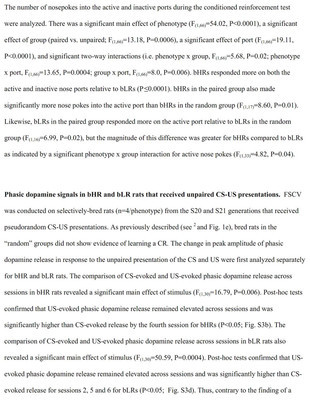 The number of nosepokes into the active and inactive ports during the conditioned reinforcement test
were analyzed. There was a significant main effect of phenotype (F(1,66)=54.02, P<0.0001), a significant
effect of group (paired vs. unpaired; F(1,66)=13.18, P=0.0006), a significant effect of port (F(1,66)=19.11,
P<0.0001), and significant two-way interactions (i.e. phenotype x group, F(1,66)=5.68, P=0.02; phenotype
x port, F(1,66)=13.65, P=0.0004; group x port, F(1,66)=8.0, P=0.006). bHRs responded more on both the
active and inactive nose ports relative to bLRs (P≤0.0001). bHRs in the paired group also made
significantly more nose pokes into the active port than bHRs in the random group (F(1,17)=8.60, P=0.01).
Likewise, bLRs in the paired group responded more on the active port relative to bLRs in the random
group (F(1,16)=6.99, P=0.02), but the magnitude of this difference was greater for bHRs compared to bLRs
as indicated by a significant phenotype x group interaction for active nose pokes (F(1,33)=4.82, P=0.04).
Phasic dopamine signals in bHR and bLR rats that received unpaired CS-US presentations. FSCV
was conducted on selectively-bred rats (n=4/phenotype) from the S20 and S21 generations that received
pseudorandom CS-US presentations. As previously described (see 2 and Fig. 1e), bred rats in the
“random” groups did not show evidence of learning a CR. The change in peak amplitude of phasic
dopamine release in response to the unpaired presentation of the CS and US were first analyzed separately
for bHR and bLR rats. The comparison of CS-evoked and US-evoked phasic dopamine release across
sessions in bHR rats revealed a significant main effect of stimulus (F(1,36)=16.79, P=0.006). Post-hoc tests
confirmed that US-evoked phasic dopamine release remained elevated across sessions and was
significantly higher than CS-evoked release by the fourth session for bHRs (P<0.05; Fig. S3b). The
comparison of CS-evoked and US-evoked phasic dopamine release across sessions in bLR rats also
revealed a significant main effect of stimulus (F(1,30)=50.59, P=0.0004). Post-hoc tests confirmed that US-
evoked phasic dopamine release remained elevated across sessions and was significantly higher than CS-
evoked release for sessions 2, 5 and 6 for bLRs (P<0.05; Fig. S3d). Thus, contrary to the finding of a